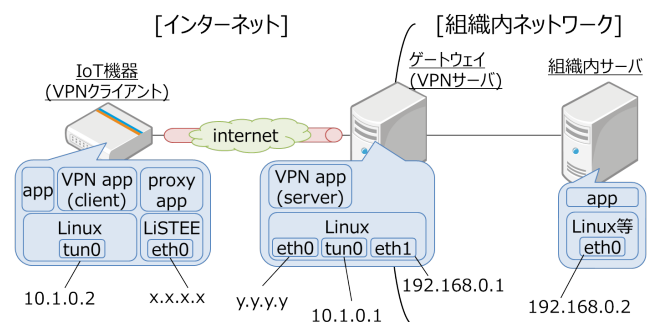 [インターネット]
[組織内ネットワーク]
IoT機器
(VPNクライアント)
ゲートウェイ
(VPNサーバ)
組織内サーバ
internet
app
VPN app
(client)
proxy
app
Linux
tun0
LiSTEE
eth0
VPN app
(server)
Linux
eth0
tun0
eth1
app
Linux等
eth0
10.1.0.2
x.x.x.x
y.y.y.y
10.1.0.1
192.168.0.1
192.168.0.2